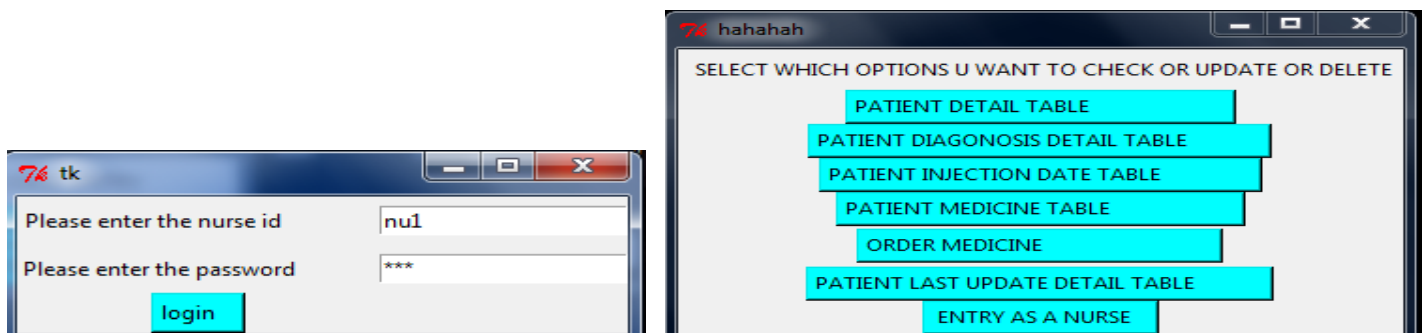 tk
Please enter the nurse id nu1
Please enter the password ***
login
hahahah
SELECT WHICH OPTIONS U WANT TO CHECK OR UPDATE OR DELETE
PATIENT DETAIL TABLE
PATIENT DIAGONOSIS DETAIL TABLE
PATIENT INJECTION DATE TABLE
PATIENT MEDICINE TABLE
ORDER MEDICINE
PATIENT LAST UPDATE DETAIL TABLE
ENTRY AS A NURSE